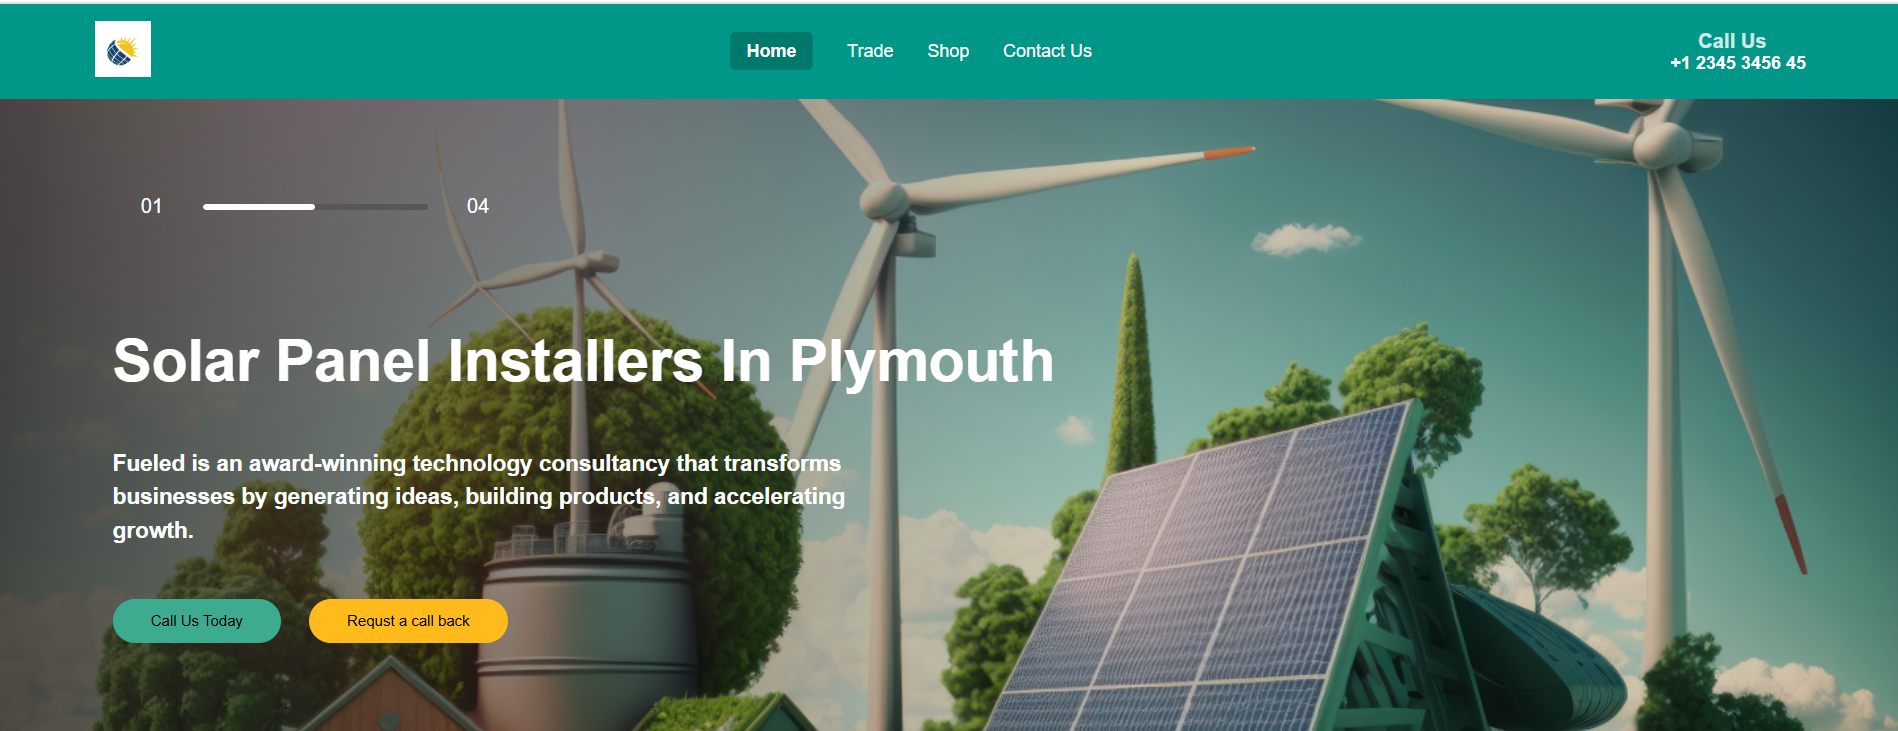 Home Trade Shop Contact Us
Call Us
+1 2345 3456 45
01 04
Solar Panel Installers In Plymouth
Fueled is an award-winning technology consultancy that transforms
businesses by generating ideas, building products, and accelerating
growth.
Call Us Today Requst a call back